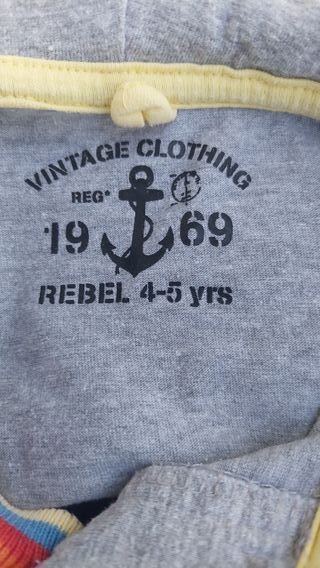 VINTAGE CLOTHING
REG*
19 69
REBEL 4-5 yrs